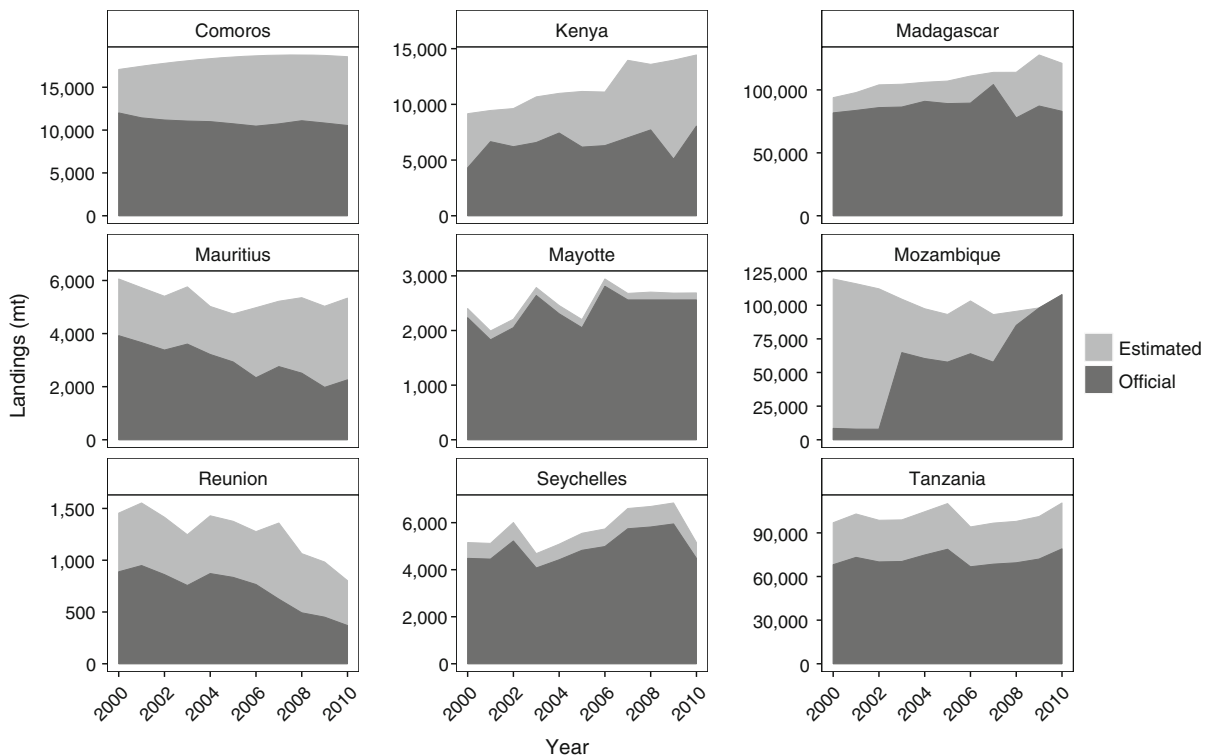 Comoros
Kenya
Madagascar
15,000
10,000
5,000
0
15,000
10,000
5,000
0
100,000
50,000
0
Mauritius
Mayotte
Mozambique
6,000
4,000
2,000
0
3,000
2,000
1,000
0
125,000
100,000
75,000
50,000
25,000
0
Landings (mt)
Estimated
Official
Reunion
Seychelles
Tanzania
1,500
1,000
500
0
6,000
4,000
2,000
0
90,000
60,000
30,000
0
2000 2002 2004 2006 2008 2010
2000 2002 2004 2006 2008 2010
2000 2002 2004 2006 2008 2010
Year